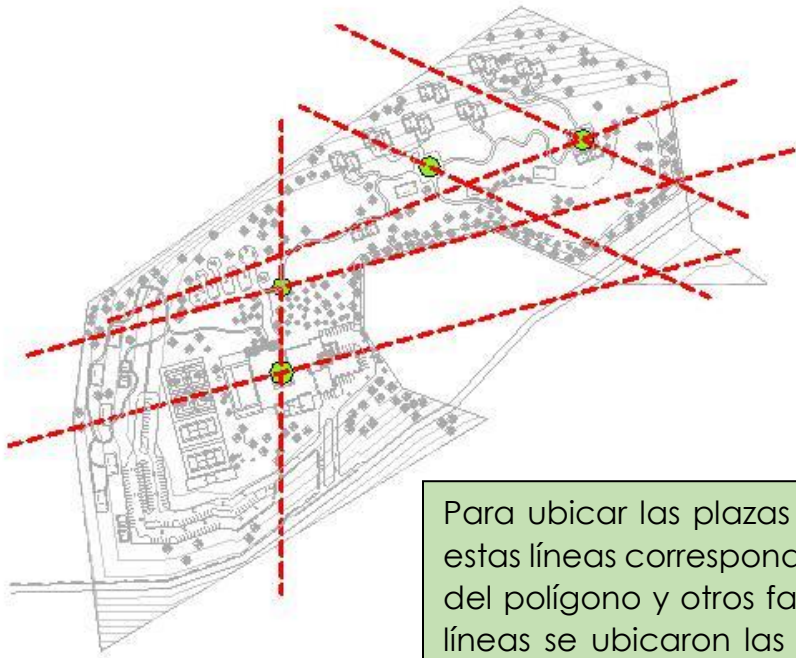 Para ubicar las plazas
estas líneas correspond
del polígono y otros fa
líneas se ubicaron las